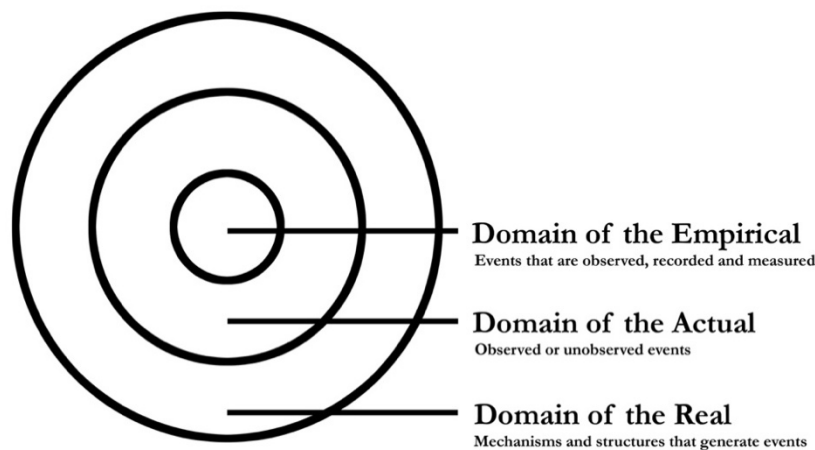 Domain of the Empirical
Events that are observed, recorded and measured
Domain of the Actual
Observed or unobserved events
Domain of the Real
Mechanisms and structures that generate events